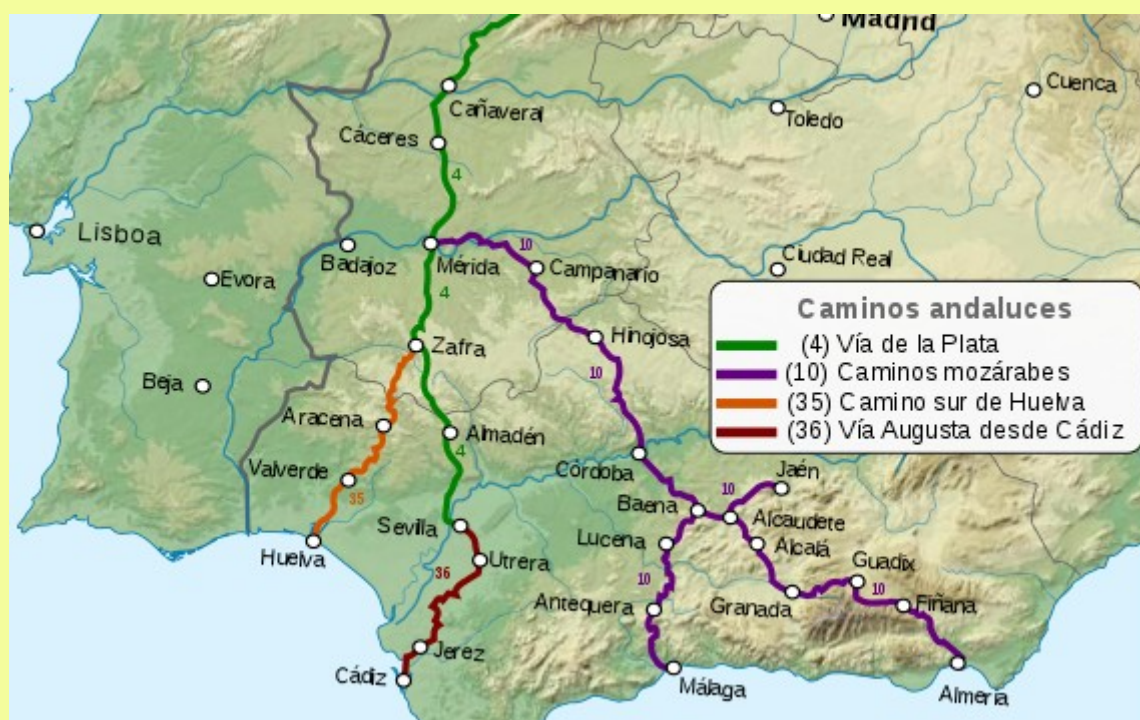 Madrid
Cañaveral
Cuenca
Toledo
Cáceres
4
Lisboa
Badajoz
Mérida
10
Campanario
Ciudad Real
Evora
4
Caminos andaluces
(4) Vía de la Plata
(10) Caminos mozárabes
(35) Camino sur de Huelva
(36) Vía Augusta desde Cádiz
Zafra
Hinojosa
10
Beja
Aracena
Almadén
4
Córdoba
Valverde
35
Jaén
Baena
10
Alcaudete
Sevilla
Huelva
Utrera
Lucena
Alcalá
36
10
Guadix
10
Antequera
Granada
Fiñana
Jerez
Cádiz
Málaga
Almería